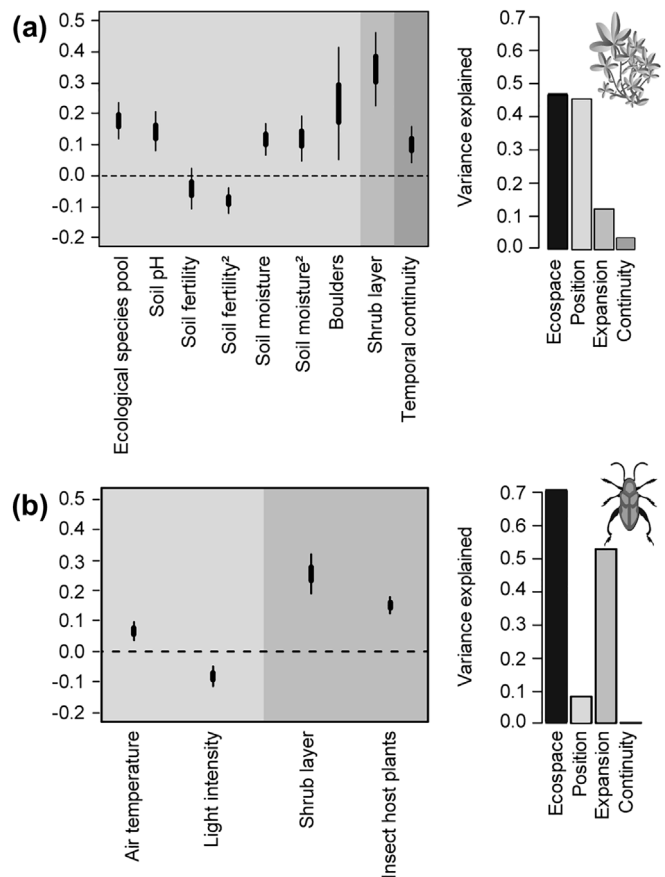 (a)
0.5
0.4
0.3
0.2
0.1
0.0
-0.1
-0.2
Ecological species pool
Soil pH
Soil fertility
Soil fertility²
Soil moisture
Soil moisture²
Boulders
Shrub layer
Temporal continuity
Variance explained
0.7
0.6
0.5
0.4
0.3
0.2
0.1
0.0
Ecospace
Position
Expansion
Continuity
(b)
0.5
0.4
0.3
0.2
0.1
0.0
-0.1
-0.2
Air temperature
Light intensity
Shrub layer
Insect host plants
Variance explained
0.7
0.6
0.5
0.4
0.3
0.2
0.1
0.0
Ecospace
Position
Expansion
Continuity